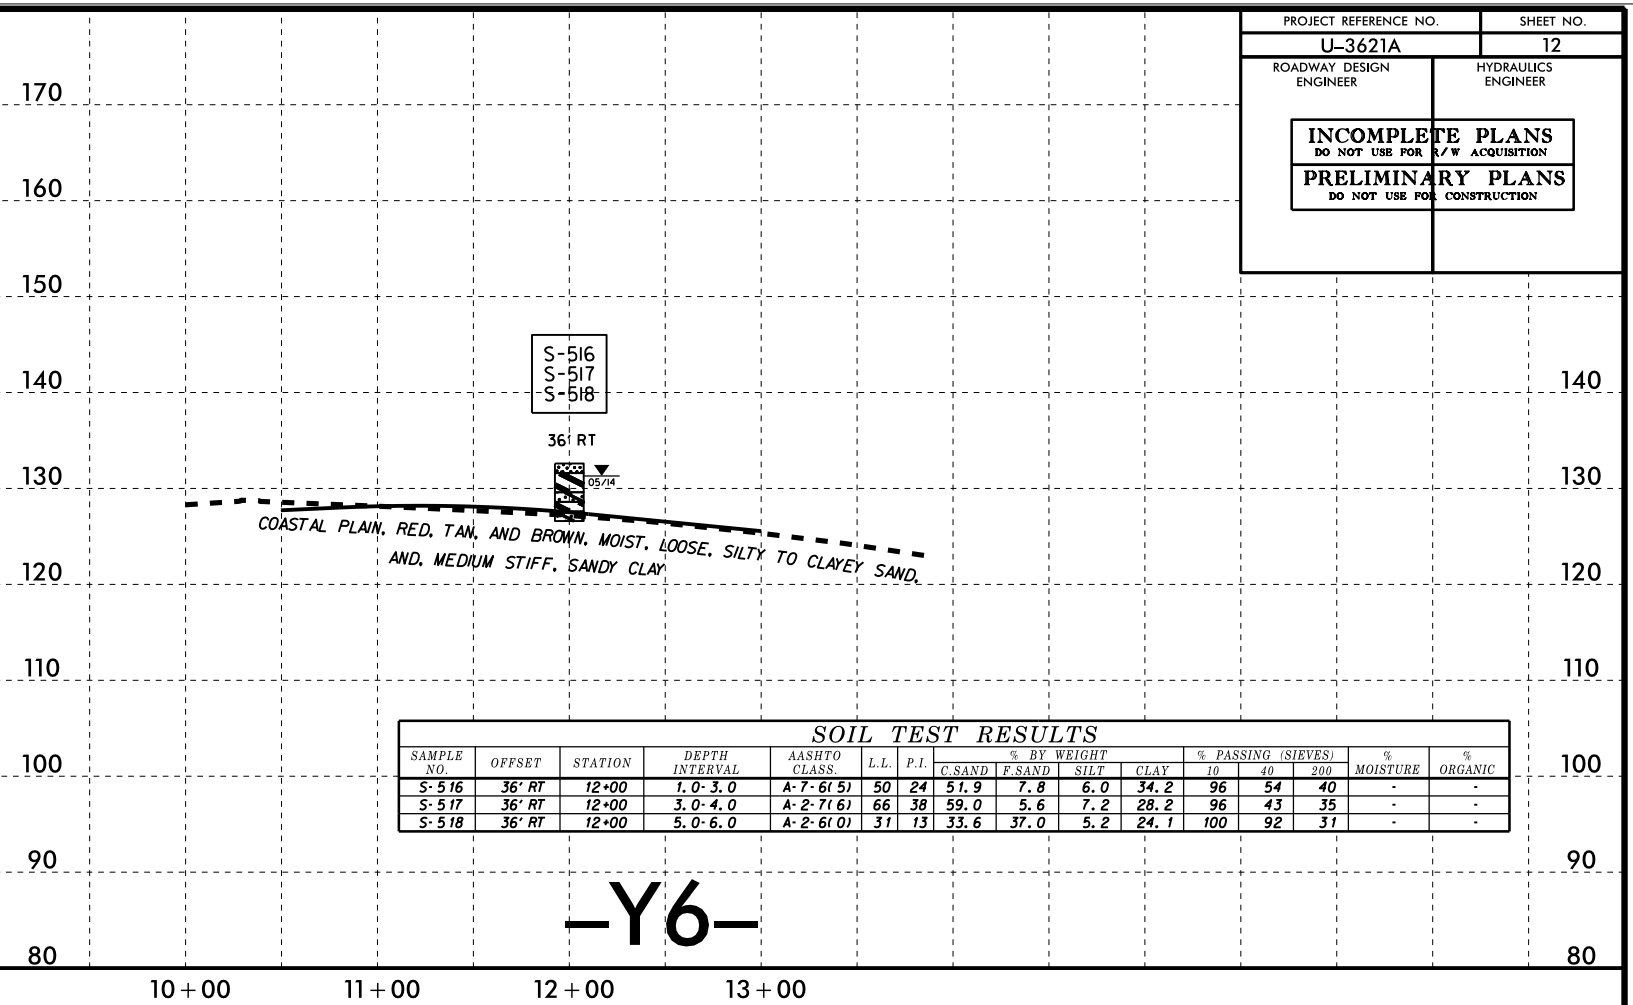 PROJECT REFERENCE NO. SHEET NO.
U–3621A 12
ROADWAY DESIGN ENGINEER HYDRAULICS ENGINEER
INCOMPLETE PLANS
DO NOT USE FOR R/W ACQUISITION
PRELIMINARY PLANS
DO NOT USE FOR CONSTRUCTION
170
160
150
140 140
130 130
120 120
110 110
100 100
90 90
80 80
S-516
S-517
S-518
36' RT
05/14
COASTAL PLAIN, RED, TAN, AND BROWN, MOIST, LOOSE, SILTY TO CLAYEY SAND,
AND, MEDIUM STIFF, SANDY CLAY
SOIL TEST RESULTS
SAMPLE NO. OFFSET STATION DEPTH INTERVAL AASHTO CLASS. L.L. P.I. % BY WEIGHT % PASSING (SIEVES) % MOISTURE % ORGANIC
C.SAND F.SAND SILT CLAY 10 40 200
S-516 36' RT 12+00 1.0-3.0 A-7-6(5) 50 24 51.9 7.8 6.0 34.2 96 54 40 - -
S-517 36' RT 12+00 3.0-4.0 A-2-7(6) 66 38 59.0 5.6 7.2 28.2 96 43 35 - -
S-518 36' RT 12+00 5.0-6.0 A-2-6(0) 31 13 33.6 37.0 5.2 24.1 100 92 31 - -
–Y6–
10+00 11+00 12+00 13+00